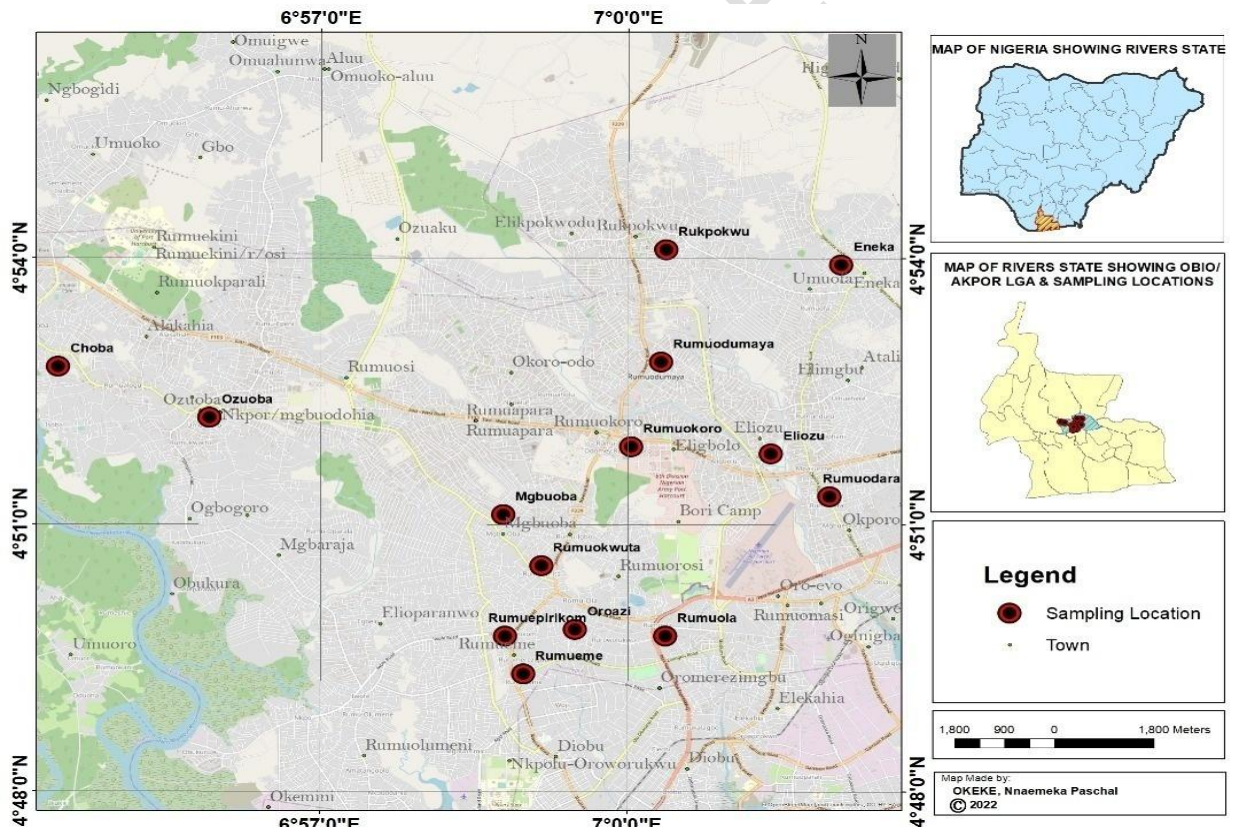 6°57'0"E
7°0'0"E
N
Omuigwe
Omuahunwa
Aluu
Omuoko-aluu
Ngbogidi
Umuoko
Gbo
4°54'0"N
4°54'0"N
Rumuekini
Rumuekini/r/osi
Rumuokparali
Ozuaku
Elikpokwodu
Rukpokwu
Rukpokwu
Eneka
Umuola
Eneka
Alakahia
Choba
Rumuosi
Okoro-odo
Rumuodumaya
Rumuodumaya
Atali
Elimgbu
Ozuoba
Ozuoba
Nkpor/mgbuodohia
Rumuapara
Rumuapara
Rumuokoro
Rumuokoro
Eligbolo
Eliozu
Eliozu
Rumuodara
Ogbogoro
Mgbuoba
Mgbuoba
Bori Camp
Okporo
4°51'0"N
4°51'0"N
Mgbaraja
Rumuokwuta
Rumuorosi
Obukura
Oro-evo
Elioparanwo
Rumuepirikom
Oroazi
Rumuola
Rumuomasi
Origwe
Oginigba
Umuoro
Rumueme
Rumueme
Oromerezimgbu
Elekahia
Rumuolumeni
Diobu
Nkpolu-Oroworukwu
Diobu
Okemini
4°48'0"N
4°48'0"N
6°57'0"E
7°0'0"E
MAP OF NIGERIA SHOWING RIVERS STATE
MAP OF RIVERS STATE SHOWING OBIO/
AKPOR LGA & SAMPLING LOCATIONS
Legend
Sampling Location
Town
1,800 900 0 1,800 Meters
Map Made by:
OKEKE, Nnaemeka Paschal
© 2022